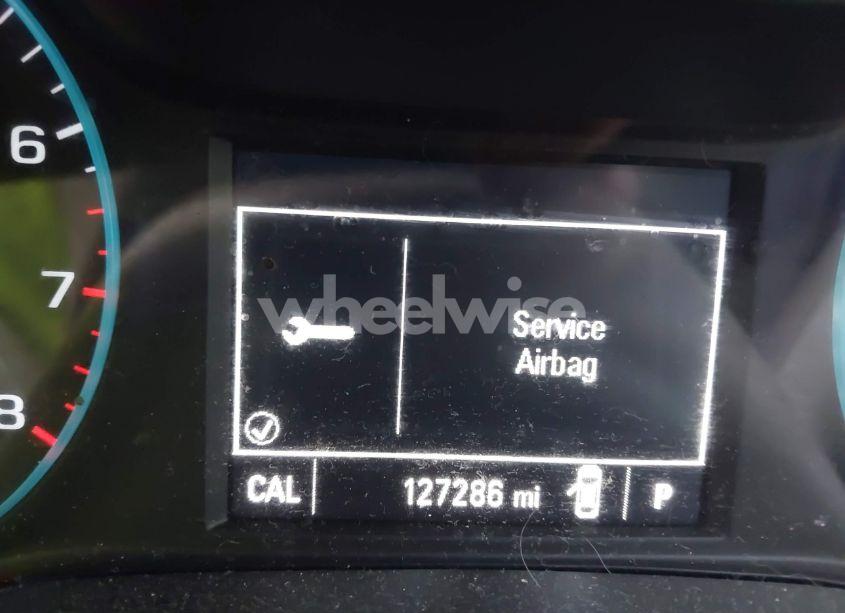 6
7
8
wheelwise
Service
Airbag
CAL
127286 mi
P